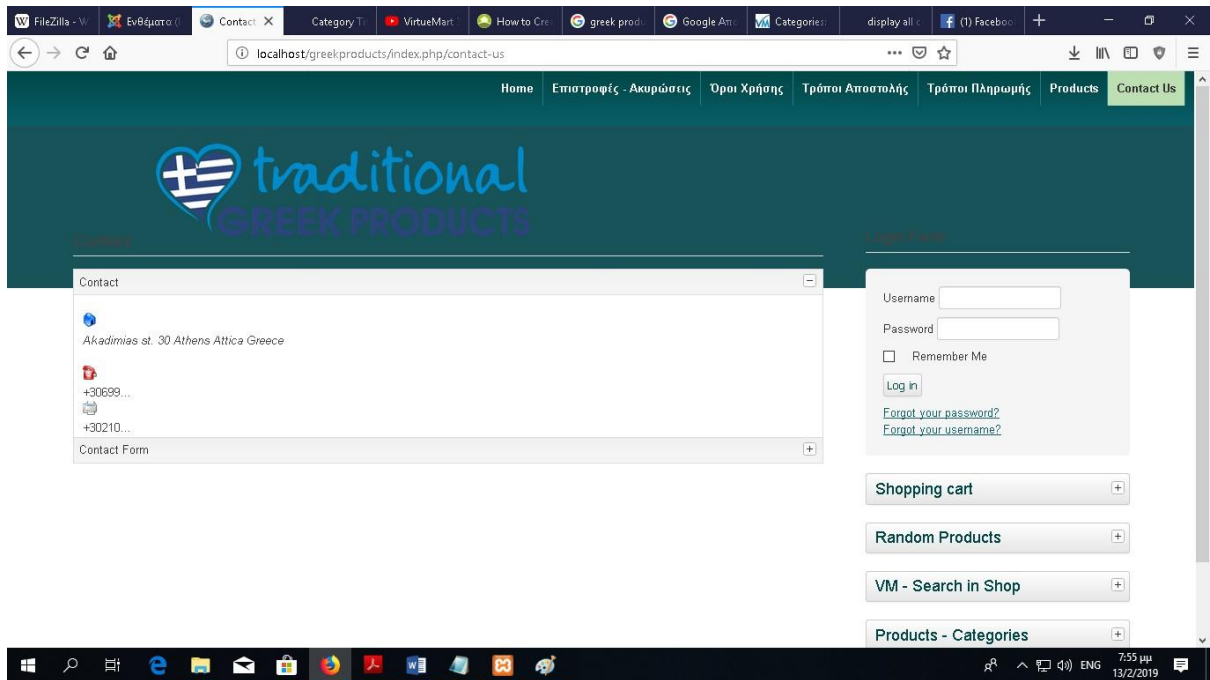 FileZilla - W
Ενθέματα (
Contact
Category Ti
VirtueMart
How to Cre
greek produ
Google Ana
Categories:
display all c
(1) Faceboo
localhost/greekproducts/index.php/contact-us
Home
Επιστροφές - Ακυρώσεις
Όροι Χρήσης
Τρόποι Αποστολής
Τρόποι Πληρωμής
Products
Contact Us
traditional
GREEK PRODUCTS
Contact
Contact
Akadimias st. 30 Athens Attica Greece
+30699...
+30210...
Contact Form
Login Form
Username
Password
Remember Me
Log in
Forgot your password?
Forgot your username?
Shopping cart
Random Products
VM - Search in Shop
Products - Categories
ENG
7:55 μμ
13/2/2019